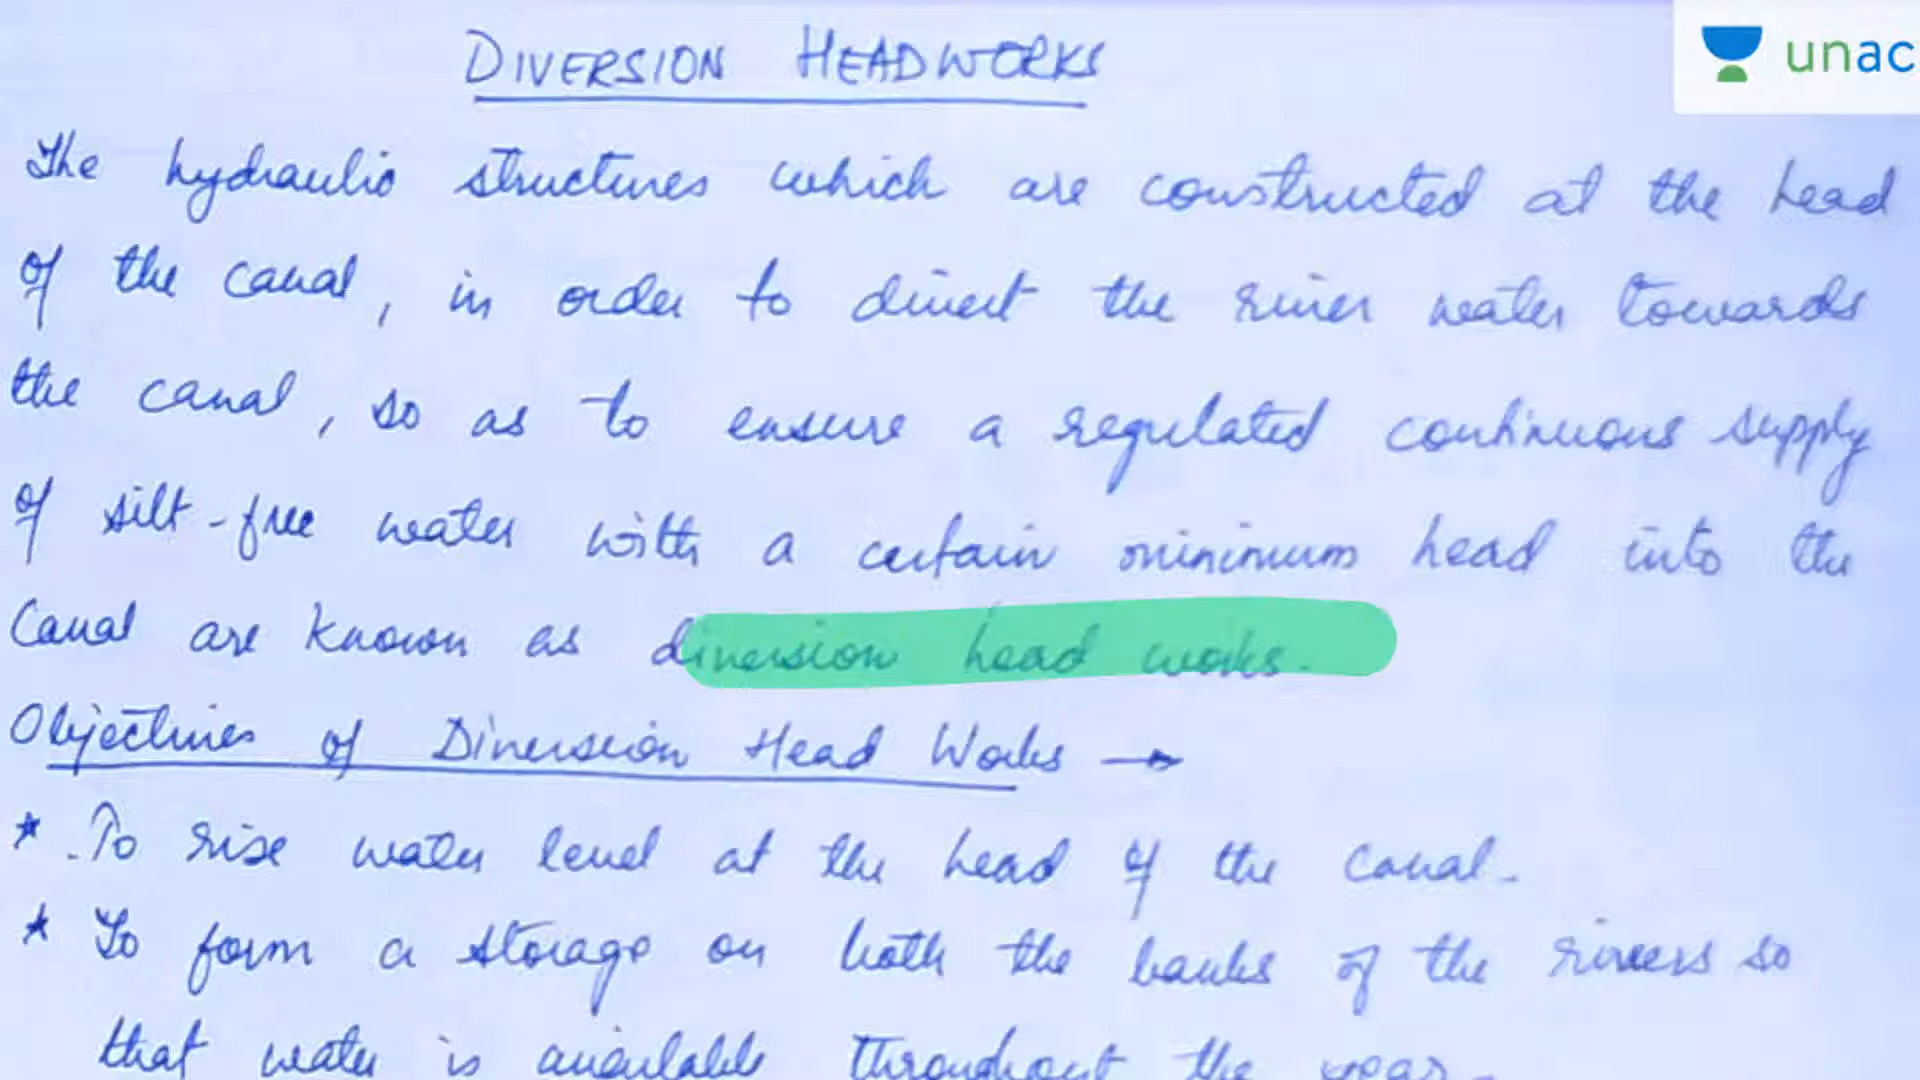 DIVERSION HEADWORKS
unac
The hydraulic structures which are constructed at the head
of the canal, in order to divert the river water towards
the canal, so as to ensure a regulated continuous supply
of silt-free water with a certain minimum head into the
Canal are known as diversion head works.
Objectives of Diversion Head Works →
* To rise water level at the head of the canal.
* To form a storage on both the banks of the rivers so
that water is available throughout the year.